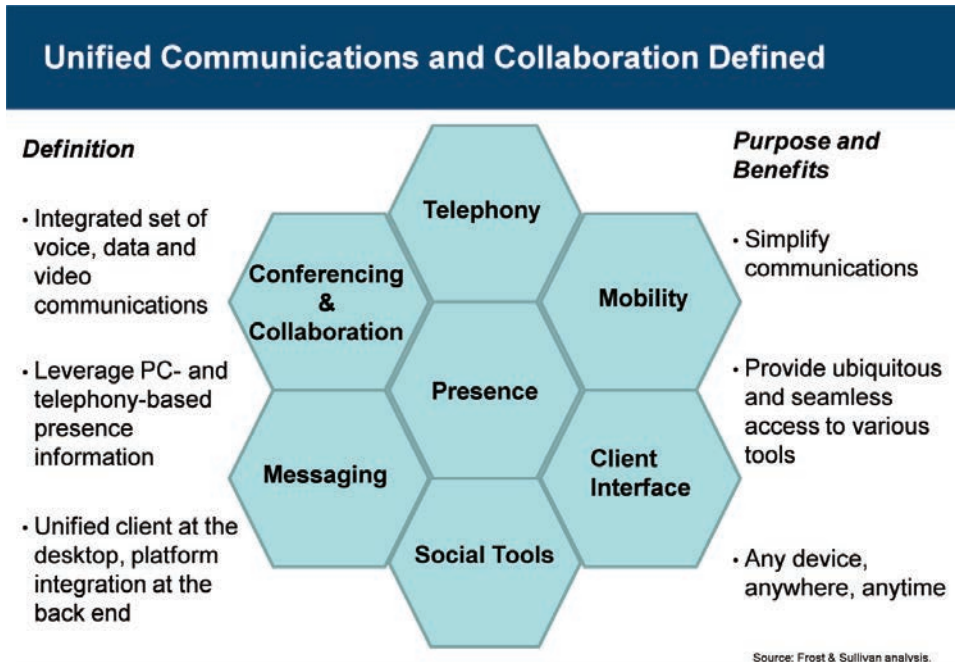 Unified Communications and Collaboration Defined
Definition
• Integrated set of
voice, data and
video
communications
• Leverage PC- and
telephony-based
presence
information
• Unified client at the
desktop, platform
integration at the
back end
Telephony
Conferencing
&
Collaboration
Mobility
Presence
Messaging
Client
Interface
Social Tools
Purpose and
Benefits
• Simplify
communications
• Provide ubiquitous
and seamless
access to various
tools
• Any device,
anywhere, anytime
Source: Frost & Sullivan analysis.